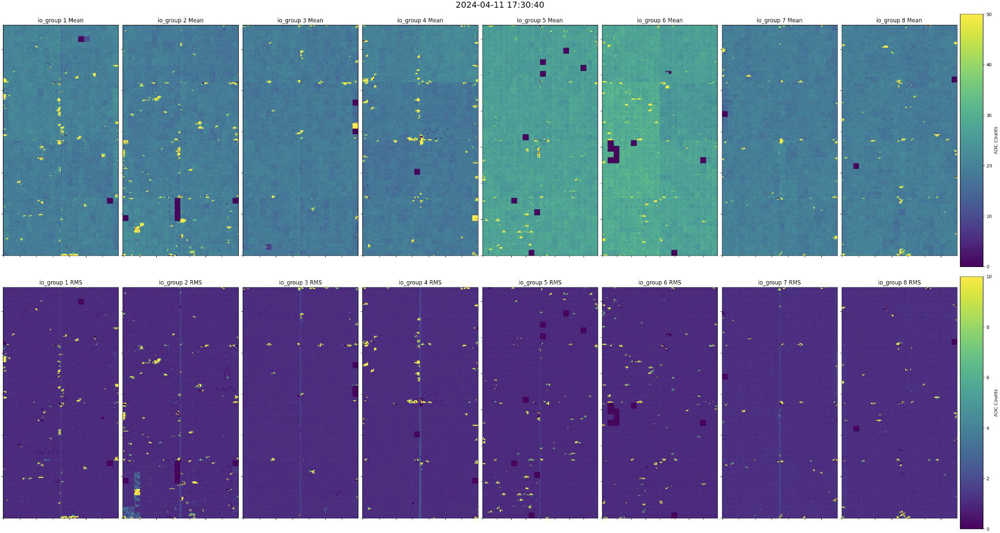 2024-04-11 17:30:40
io_group 1 Mean
io_group 2 Mean
io_group 3 Mean
io_group 4 Mean
io_group 5 Mean
io_group 6 Mean
io_group 7 Mean
io_group 8 Mean
50
40
30
20
10
0
ADC Counts
io_group 1 RMS
io_group 2 RMS
io_group 3 RMS
io_group 4 RMS
io_group 5 RMS
io_group 6 RMS
io_group 7 RMS
io_group 8 RMS
10
8
6
4
2
0
ADC Counts